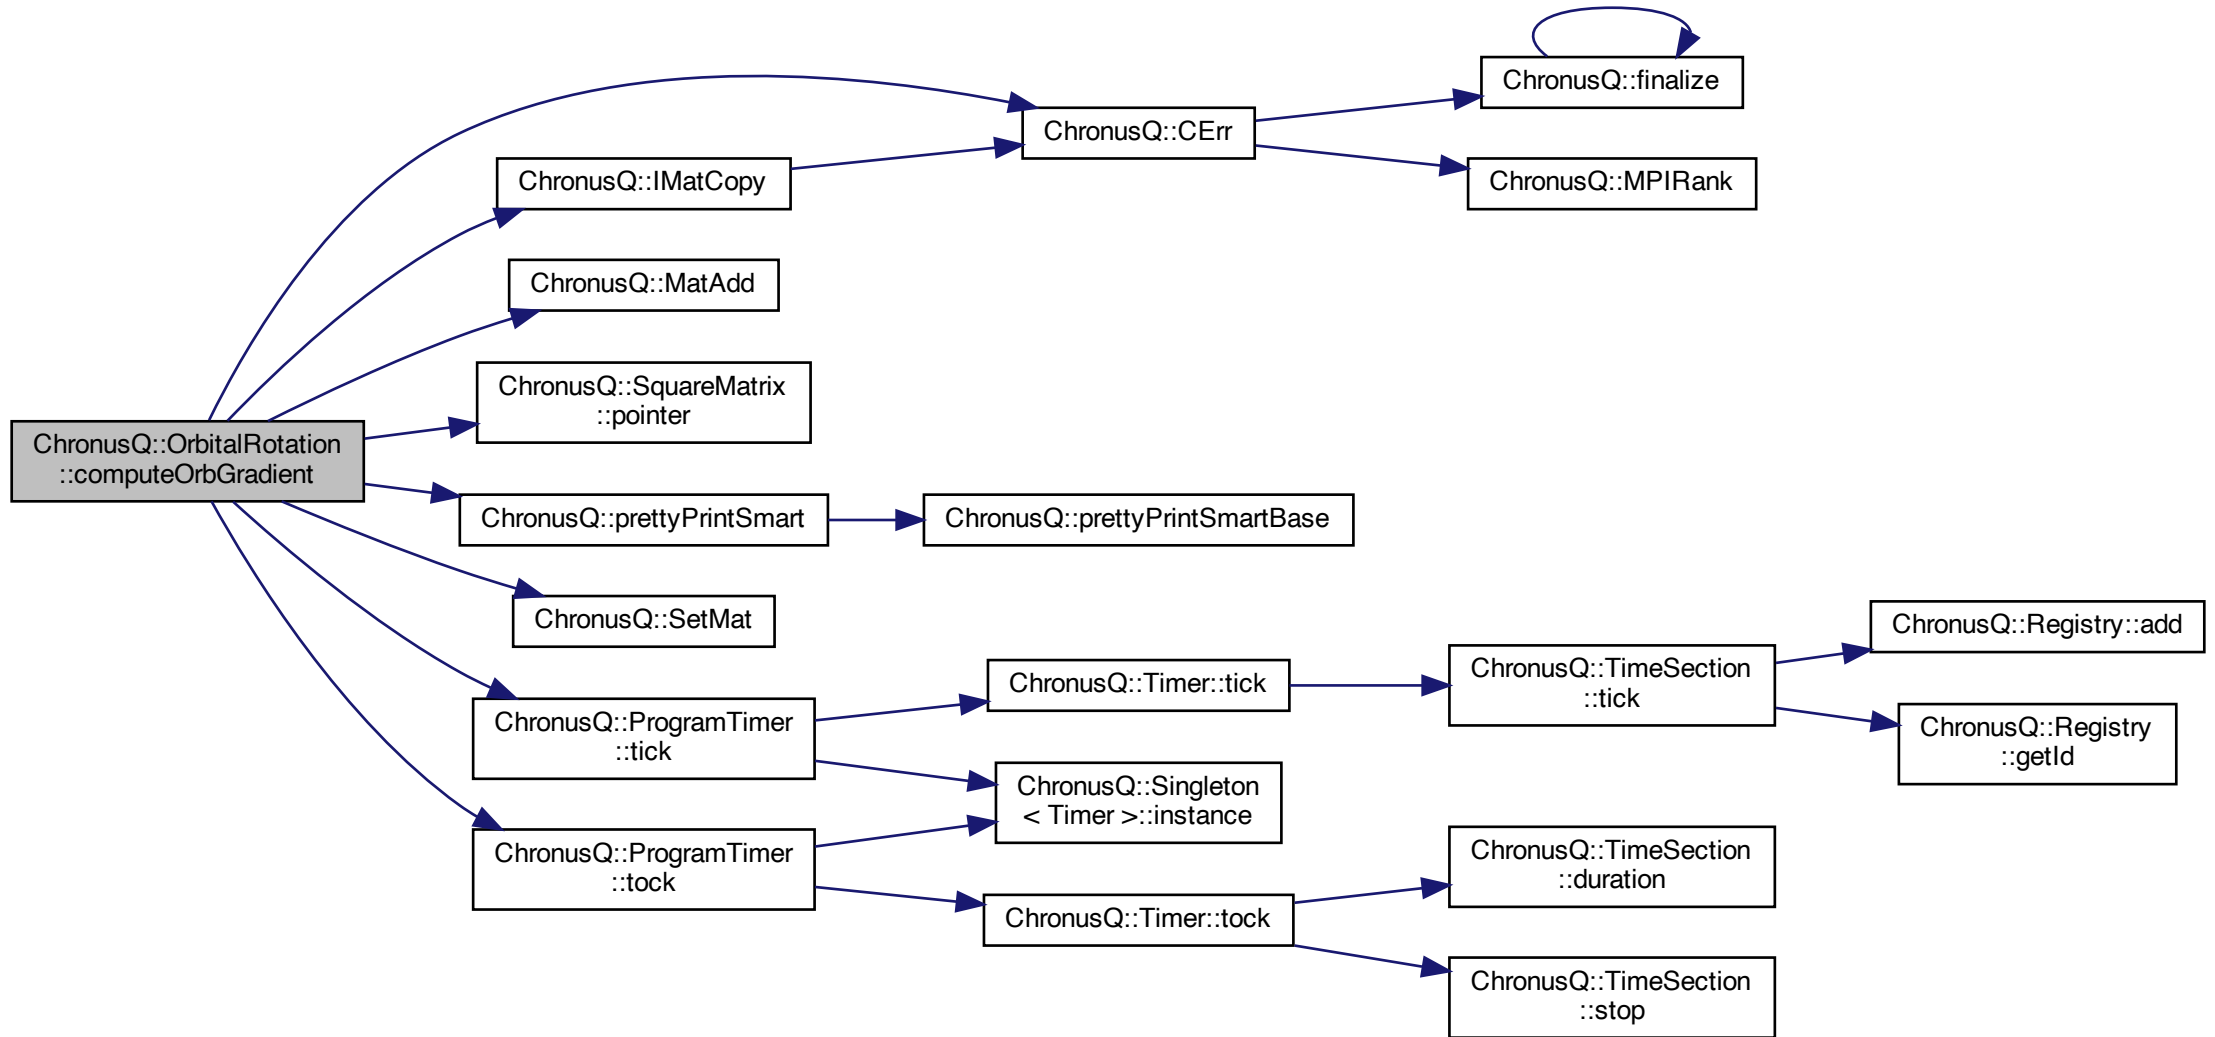 ChronusQ::OrbitalRotation
::computeOrbGradient
ChronusQ::CErr
ChronusQ::finalize
ChronusQ::MPIRank
ChronusQ::IMatCopy
ChronusQ::MatAdd
ChronusQ::SquareMatrix
::pointer
ChronusQ::prettyPrintSmart
ChronusQ::prettyPrintSmartBase
ChronusQ::SetMat
ChronusQ::ProgramTimer
::tick
ChronusQ::Timer::tick
ChronusQ::TimeSection
::tick
ChronusQ::Registry::add
ChronusQ::Registry
::getId
ChronusQ::Singleton
< Timer >::instance
ChronusQ::ProgramTimer
::tock
ChronusQ::Timer::tock
ChronusQ::TimeSection
::duration
ChronusQ::TimeSection
::stop